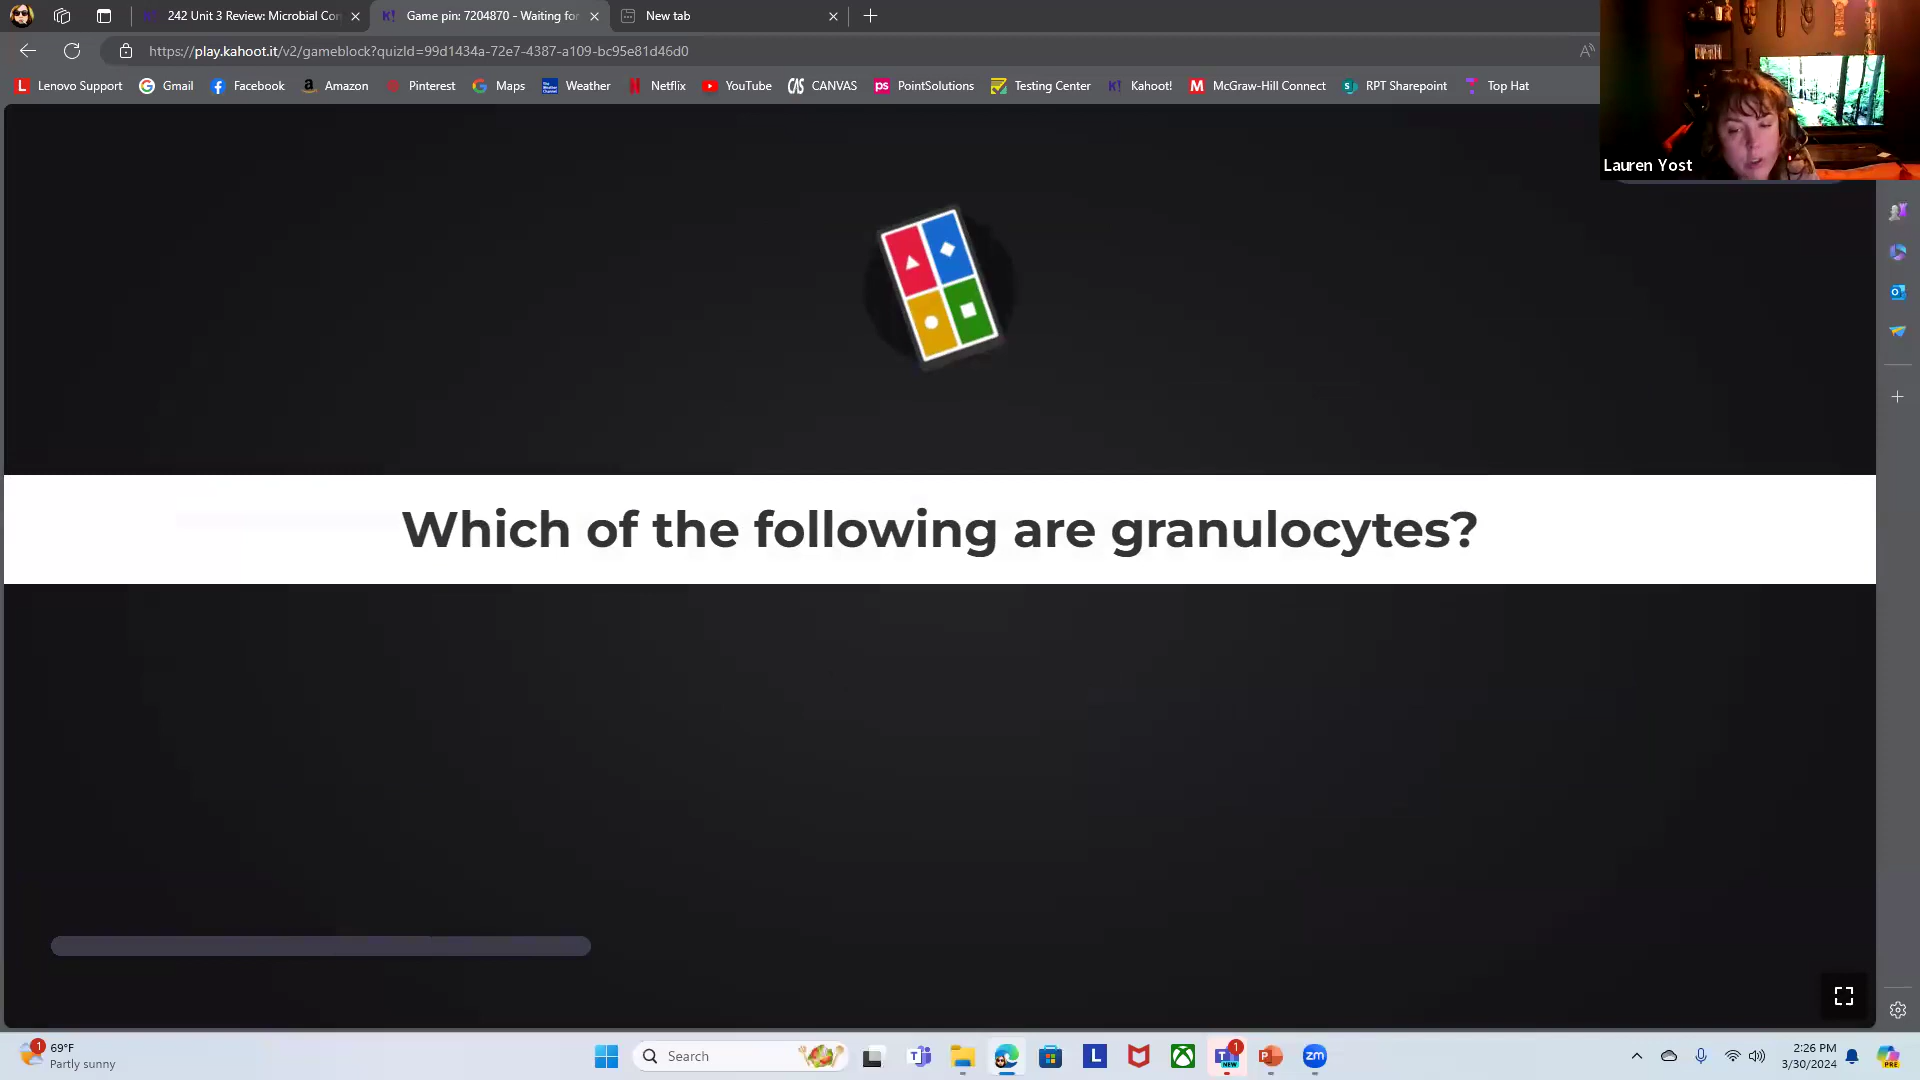 242 Unit 3 Review: Microbial Con
Game pin: 7204870 - Waiting for
New tab
https://play.kahoot.it/v2/gameblock?quizId=99d1434a-72e7-4387-a109-bc95e81d46d0
Lenovo Support
Gmail
Facebook
Amazon
Pinterest
Maps
Weather
Netflix
YouTube
CANVAS
PointSolutions
Testing Center
Kahoot!
McGraw-Hill Connect
RPT Sharepoint
Top Hat
Lauren Yost
Which of the following are granulocytes?
69°F
Partly sunny
Search
2:26 PM
3/30/2024